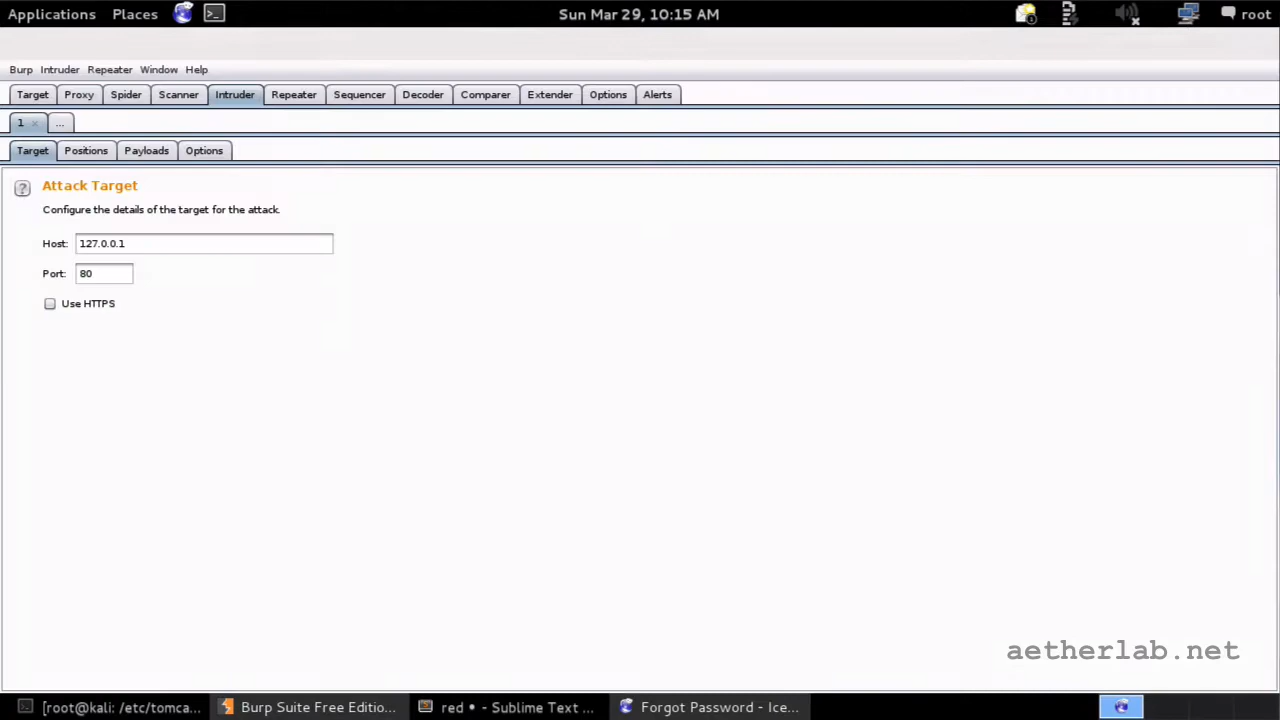 Applications Places Sun Mar 29, 10:15 AM root
Burp Intruder Repeater Window Help
Target Proxy Spider Scanner Intruder Repeater Sequencer Decoder Comparer Extender Options Alerts
1 × ...
Target Positions Payloads Options
? Attack Target
Configure the details of the target for the attack.
Host: 127.0.0.1
Port: 80
Use HTTPS
aetherlab.net
[root@kali: /etc/tomca... Burp Suite Free Editio... red • - Sublime Text ... Forgot Password - Ice...